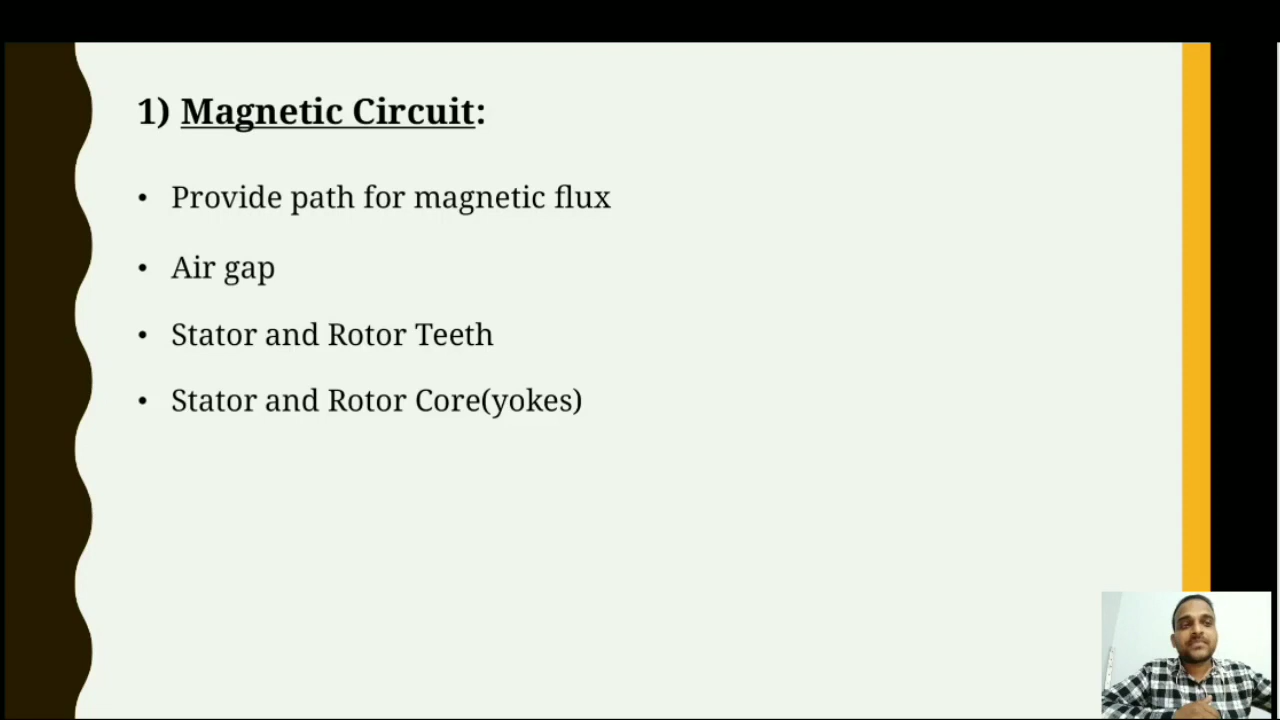 1) Magnetic Circuit:
• Provide path for magnetic flux
• Air gap
• Stator and Rotor Teeth
• Stator and Rotor Core(yokes)